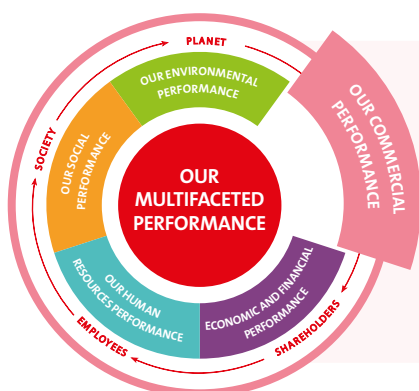 PLANET
OUR ENVIRONMENTAL
PERFORMANCE
OUR COMMERCIAL
PERFORMANCE
SOCIETY
OUR SOCIAL
PERFORMANCE
OUR
MULTIFACETED
PERFORMANCE
OUR HUMAN
RESOURCES PERFORMANCE
ECONOMIC AND FINANCIAL
PERFORMANCE
EMPLOYEES
SHAREHOLDERS